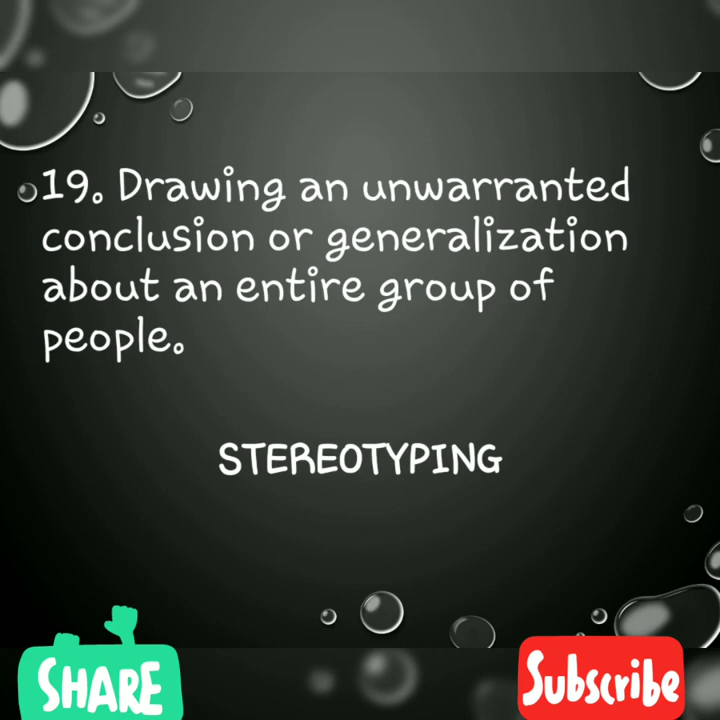 19. Drawing an unwarranted
conclusion or generalization
about an entire group of
people.
STEREOTYPING
SHARE
Subscribe